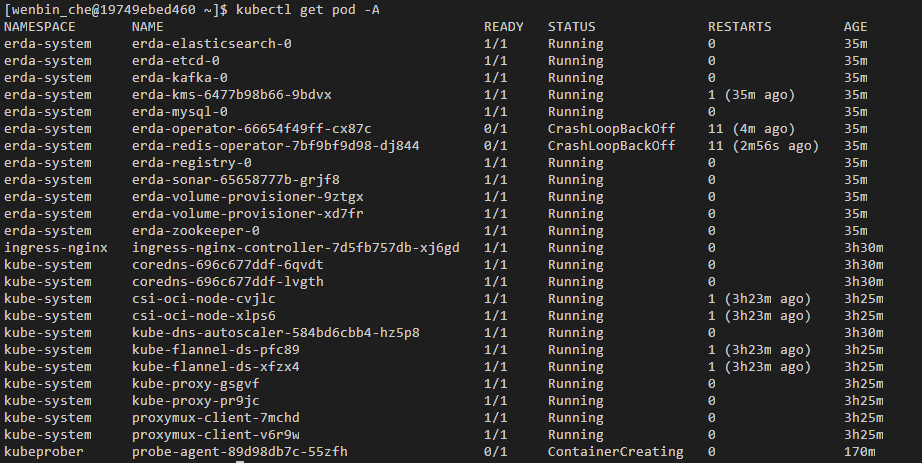 [wenbin_che@19749ebed460 ~]$ kubectl get pod -A
NAMESPACE NAME READY STATUS RESTARTS AGE
erda-system erda-elasticsearch-0 1/1 Running 0 35m
erda-system erda-etcd-0 1/1 Running 0 35m
erda-system erda-kafka-0 1/1 Running 0 35m
erda-system erda-kms-6477b98b66-9bdvx 1/1 Running 1 (35m ago) 35m
erda-system erda-mysql-0 1/1 Running 0 35m
erda-system erda-operator-66654f49ff-cx87c 0/1 CrashLoopBackOff 11 (4m ago) 35m
erda-system erda-redis-operator-7bf9bf9d98-dj844 0/1 CrashLoopBackOff 11 (2m56s ago) 35m
erda-system erda-registry-0 1/1 Running 0 35m
erda-system erda-sonar-65658777b-grjf8 1/1 Running 0 35m
erda-system erda-volume-provisioner-9ztgx 1/1 Running 0 35m
erda-system erda-volume-provisioner-xd7fr 1/1 Running 0 35m
erda-system erda-zookeeper-0 1/1 Running 0 35m
ingress-nginx ingress-nginx-controller-7d5fb757db-xj6gd 1/1 Running 0 3h30m
kube-system coredns-696c677ddf-6qvdt 1/1 Running 0 3h30m
kube-system coredns-696c677ddf-lvgth 1/1 Running 0 3h30m
kube-system csi-oci-node-cvjlc 1/1 Running 1 (3h23m ago) 3h25m
kube-system csi-oci-node-xlps6 1/1 Running 1 (3h23m ago) 3h25m
kube-system kube-dns-autoscaler-584bd6cbb4-hz5p8 1/1 Running 0 3h30m
kube-system kube-flannel-ds-pfc89 1/1 Running 1 (3h23m ago) 3h25m
kube-system kube-flannel-ds-xfzx4 1/1 Running 1 (3h23m ago) 3h25m
kube-system kube-proxy-gsgvf 1/1 Running 0 3h25m
kube-system kube-proxy-pr9jc 1/1 Running 0 3h25m
kube-system proxymux-client-7mchd 1/1 Running 0 3h25m
kube-system proxymux-client-v6r9w 1/1 Running 0 3h25m
kubeprober probe-agent-89d98db7c-55zfh 0/1 ContainerCreating 0 170m